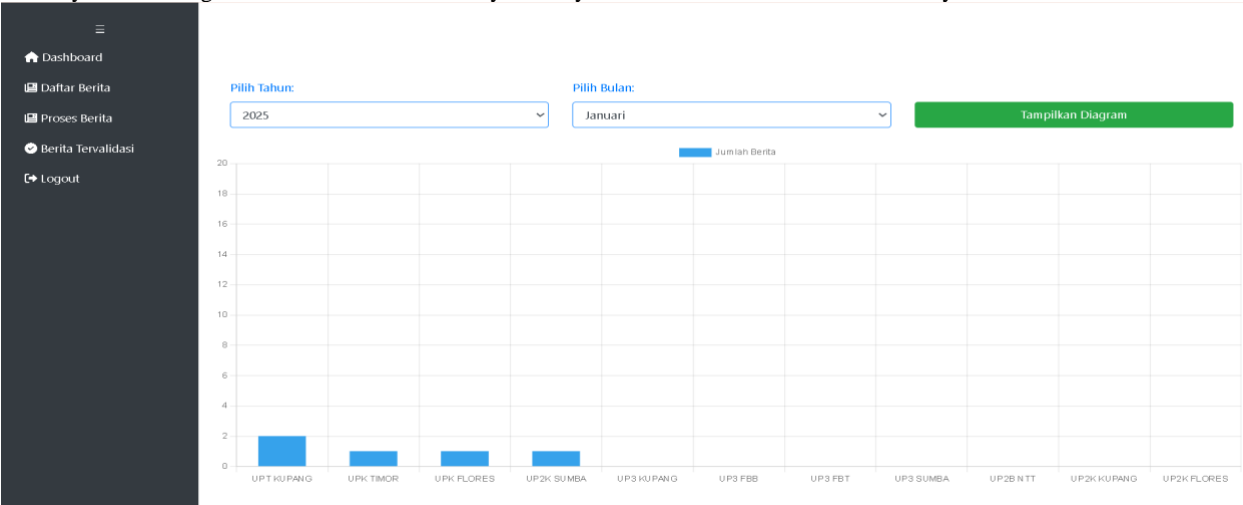 Dashboard
Daftar Berita
Proses Berita
Berita Tervalidasi
Logout
Pilih Tahun:
Pilih Bulan:
2025
Januari
Tampilkan Diagram
Jumlah Berita
20
18
16
14
12
10
8
6
4
2
0
UPT KUPANG
UPK TIMOR
UPK FLORES
UP2K SUMBA
UP3 KUPANG
UP3 FBB
UP3 FBT
UP3 SUMBA
UP2B NTT
UP2K KUPANG
UP2K FLORES